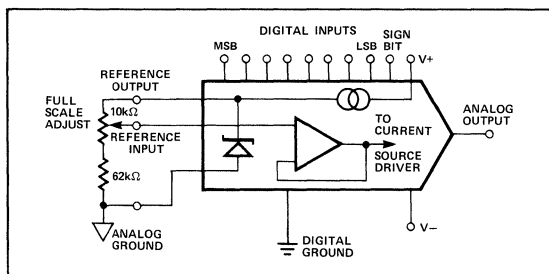 DIGITAL INPUTS
MSB
LSB
SIGN
BIT
V+
REFERENCE
OUTPUT
FULL
SCALE
ADJUST
10kΩ
REFERENCE
INPUT
62kΩ
ANALOG
GROUND
TO
CURRENT
SOURCE
DRIVER
ANALOG
OUTPUT
DIGITAL
GROUND
V−